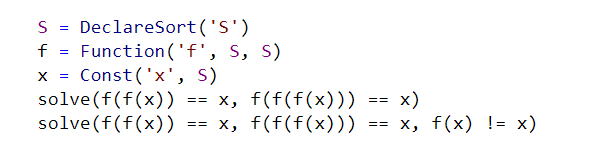 S = DeclareSort('S')
f = Function('f', S, S)
x = Const('x', S)
solve(f(f(x)) == x, f(f(f(x))) == x)
solve(f(f(x)) == x, f(f(f(x))) == x, f(x) != x)